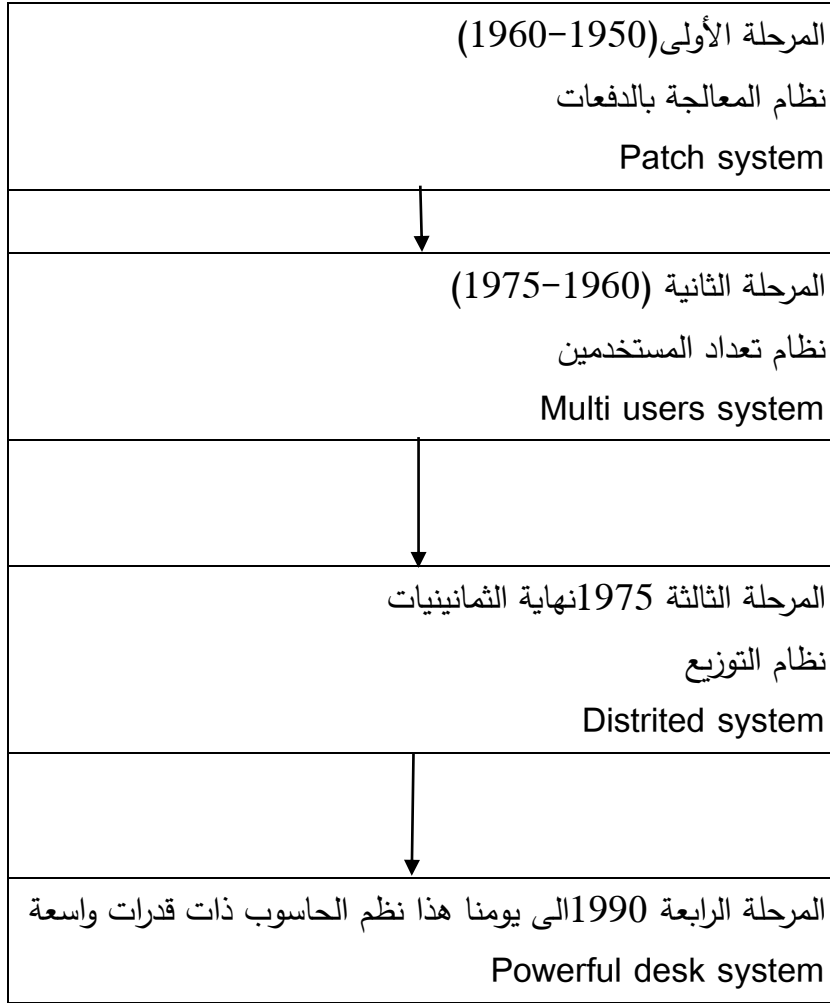 المرحلة الأولى(1950-1960)
نظام المعالجة بالدفعات
Patch system
المرحلة الثانية (1960-1975)
نظام تعداد المستخدمين
Multi users system
المرحلة الثالثة 1975نهاية الثمانينيات
نظام التوزيع
Distrited system
المرحلة الرابعة 1990الى يومنا هذا نظم الحاسوب ذات قدرات واسعة
Powerful desk system